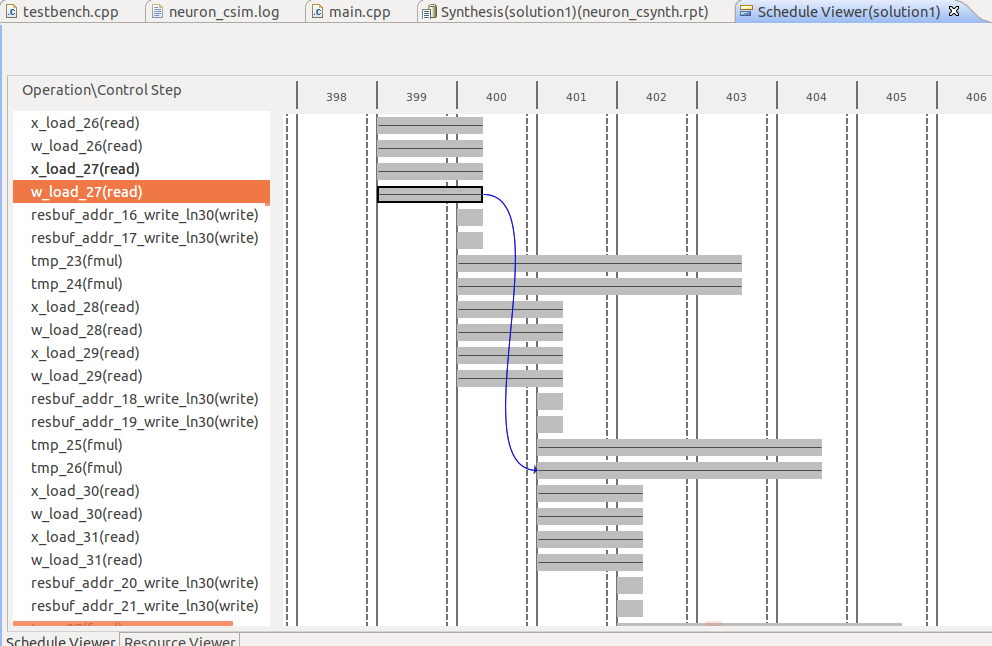 testbench.cpp neuron_csim.log main.cpp Synthesis(solution1)(neuron_csynth.rpt) Schedule Viewer(solution1)
Operation\Control Step 398 399 400 401 402 403 404 405 406
x_load_26(read)
w_load_26(read)
x_load_27(read)
w_load_27(read)
resbuf_addr_16_write_ln30(write)
resbuf_addr_17_write_ln30(write)
tmp_23(fmul)
tmp_24(fmul)
x_load_28(read)
w_load_28(read)
x_load_29(read)
w_load_29(read)
resbuf_addr_18_write_ln30(write)
resbuf_addr_19_write_ln30(write)
tmp_25(fmul)
tmp_26(fmul)
x_load_30(read)
w_load_30(read)
x_load_31(read)
w_load_31(read)
resbuf_addr_20_write_ln30(write)
resbuf_addr_21_write_ln30(write)
Schedule Viewer Resource Viewer